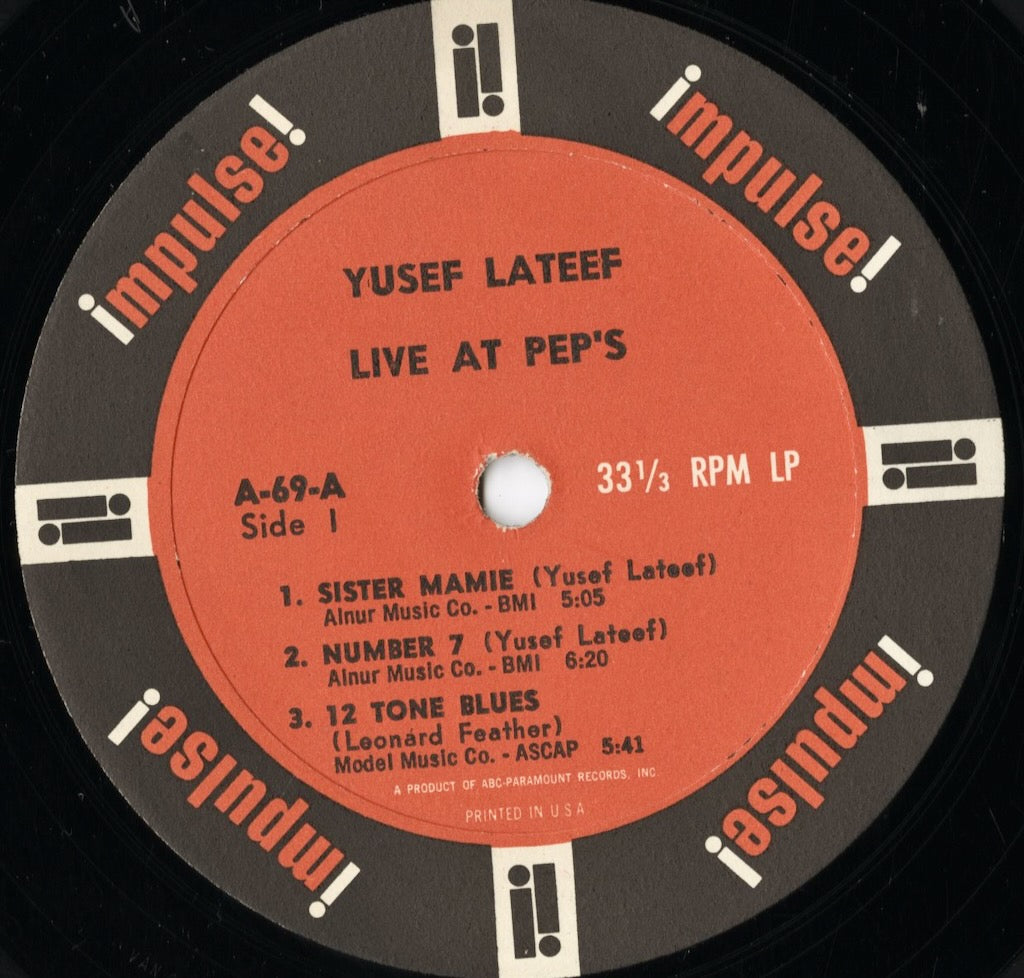 impulse!
impulse!
YUSEF LATEEF
LIVE AT PEP'S
A-69-A
Side 1
33 1/3 RPM LP
1. SISTER MAMIE (Yusef Lateef)
Alnur Music Co. - BMI 5:05
2. NUMBER 7 (Yusef Lateef)
Alnur Music Co. - BMI 6:20
3. 12 TONE BLUES
(Leonard Feather)
Model Music Co. - ASCAP 5:41
A PRODUCT OF ABC-PARAMOUNT RECORDS, INC.
PRINTED IN U.S.A.
impulse!
impulse!